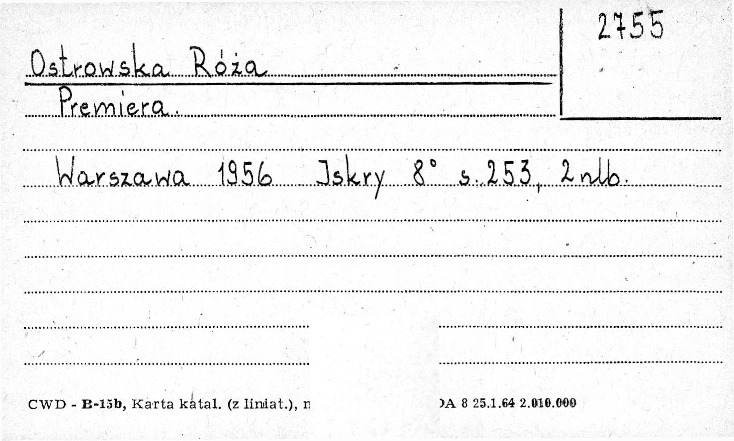 2755
Ostrowska Róża
Premiera.
Warszawa 1956 Iskry 8° s. 253, 2 nlb.
CWD - B-15b, Karta katal. (z liniat.), DA 8 25.1.64 2.010.000